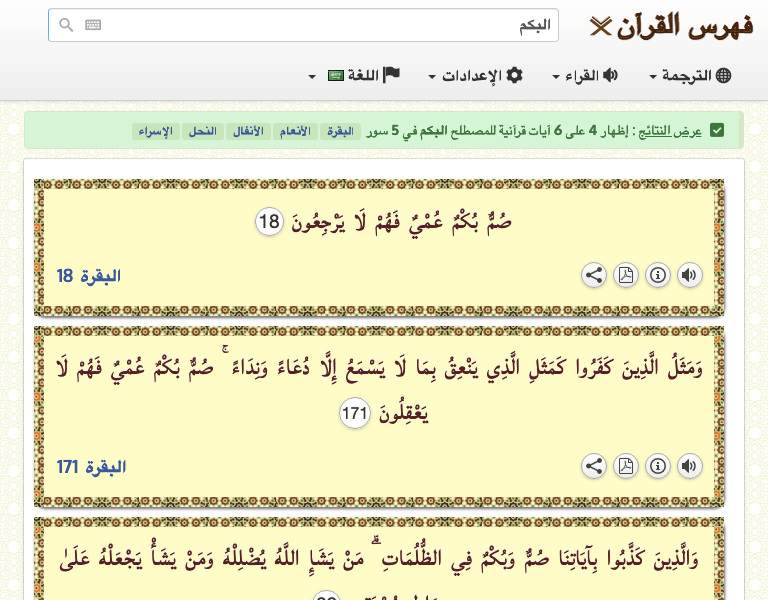 فهرس القرآن
البكم
الترجمة
القراء
الإعدادات
اللغة
عرض النتائج : إظهار 4 على 6 آيات قرآنية للمصطلح البكم في 5 سور البقرة الأنعام الأنفال النحل الإسراء
صُمٌّ بُكْمٌ عُمْيٌ فَهُمْ لَا يَرْجِعُونَ 18
البقرة 18
وَمَثَلُ الَّذِينَ كَفَرُوا كَمَثَلِ الَّذِي يَنْعِقُ بِمَا لَا يَسْمَعُ إِلَّا دُعَاءً وَنِدَاءً ۚ صُمٌّ بُكْمٌ عُمْيٌ فَهُمْ لَا
يَعْقِلُونَ 171
البقرة 171
وَالَّذِينَ كَذَّبُوا بِآيَاتِنَا صُمٌّ وَبُكْمٌ فِي الظُّلُمَاتِ ۗ مَنْ يَشَإِ اللَّهُ يُضْلِلْهُ وَمَنْ يَشَأْ يَجْعَلْهُ عَلَىٰ